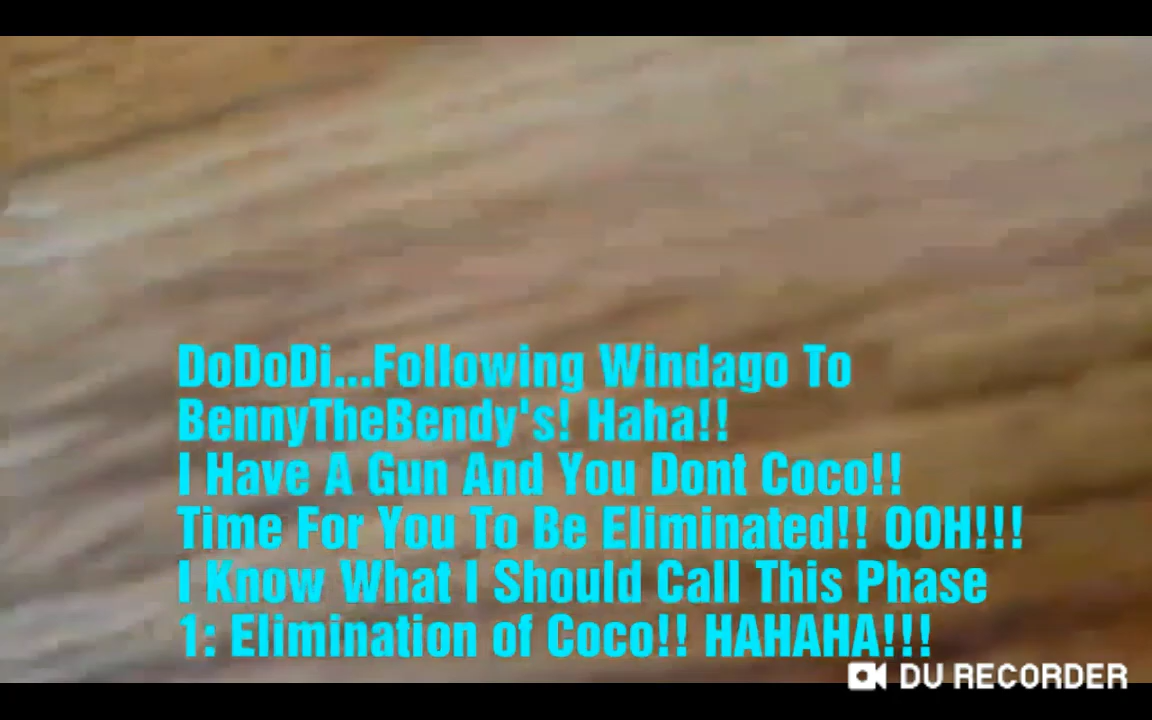 DoDoDi...Following Windago To
BennyTheBendy's! Haha!!
I Have A Gun And You Dont Coco!!
Time For You To Be Eliminated!! OOH!!!
I Know What I Should Call This Phase
1: Elimination of Coco!! HAHAHA!!!
DU RECORDER